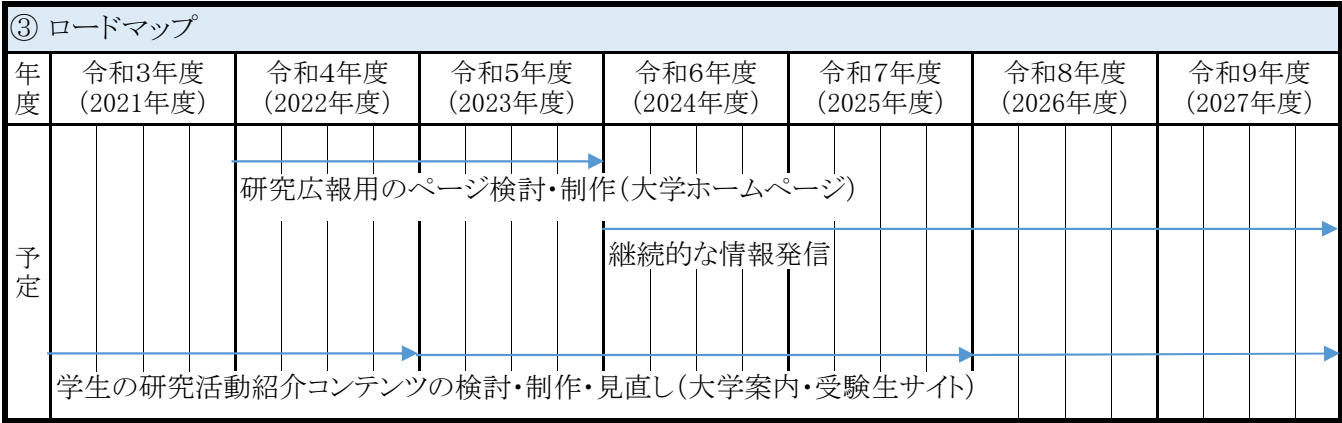 ③ ロードマップ
年度
令和3年度
(2021年度)
令和4年度
(2022年度)
令和5年度
(2023年度)
令和6年度
(2024年度)
令和7年度
(2025年度)
令和8年度
(2026年度)
令和9年度
(2027年度)
予定
研究広報用のページ検討・制作(大学ホームページ)
継続的な情報発信
学生の研究活動紹介コンテンツの検討・制作・見直し(大学案内・受験生サイト)